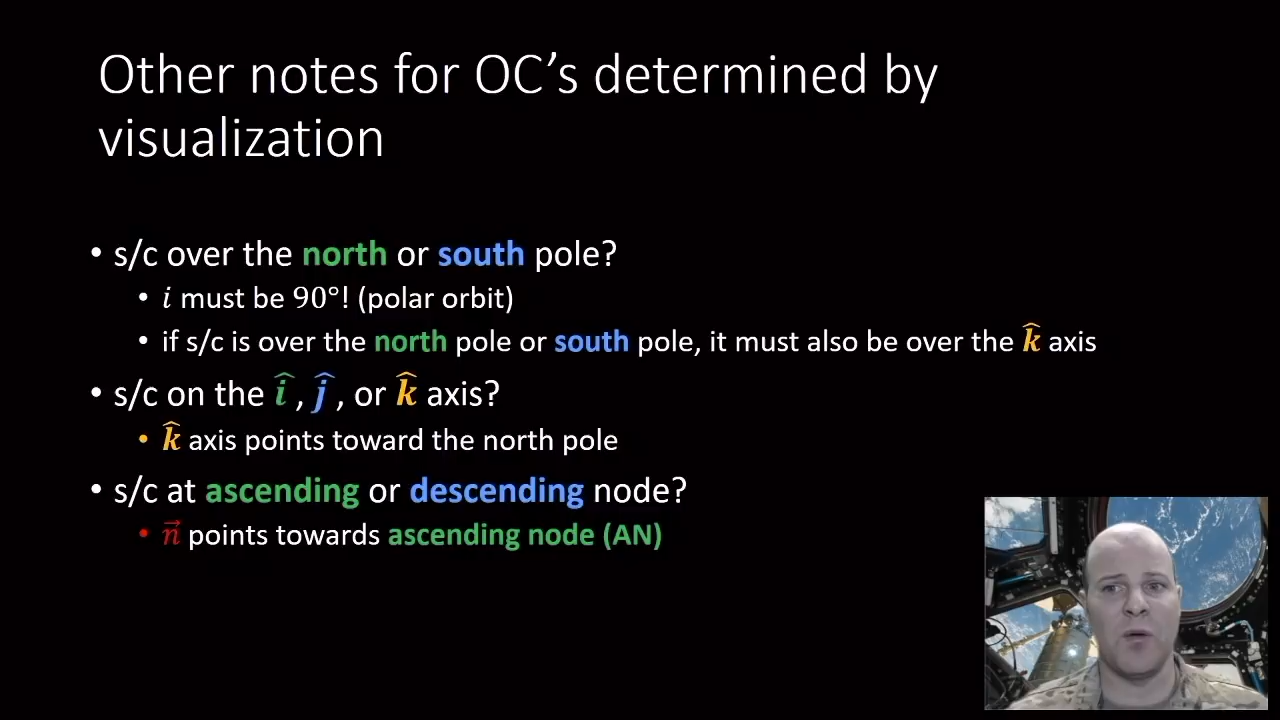 Other notes for OC’s determined by
visualization
• s/c over the north or south pole?
• 𝑖 must be 90°! (polar orbit)
• if s/c is over the north pole or south pole, it must also be over the k̂ axis
• s/c on the î , ĵ , or k̂ axis?
• k̂ axis points toward the north pole
• s/c at ascending or descending node?
• n⃗ points towards ascending node (AN)